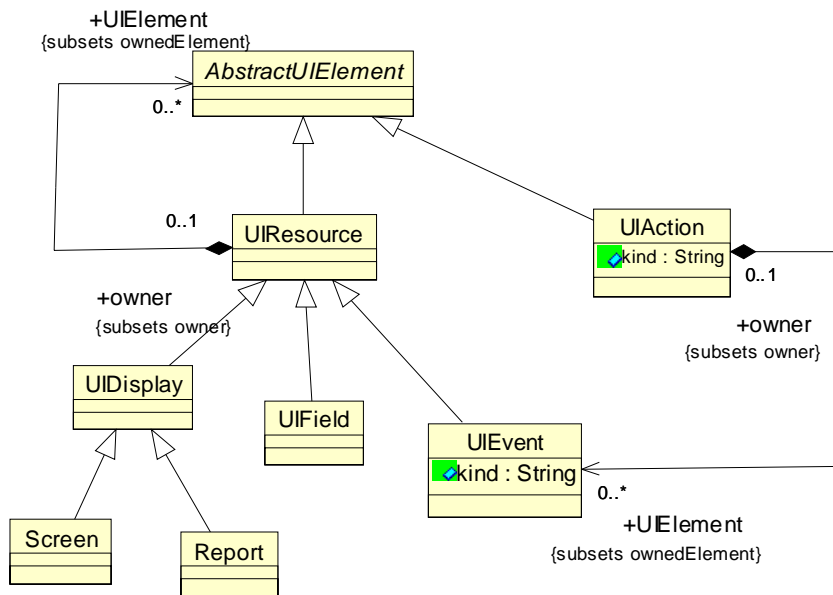 +UIElement
{subsets ownedElement}
AbstractUIElement
0..*
0..1
UIResource
UIAction
kind : String
0..1
+owner
{subsets owner}
+owner
{subsets owner}
UIDisplay
UIField
UIEvent
kind : String
0..*
+UIElement
{subsets ownedElement}
Screen
Report